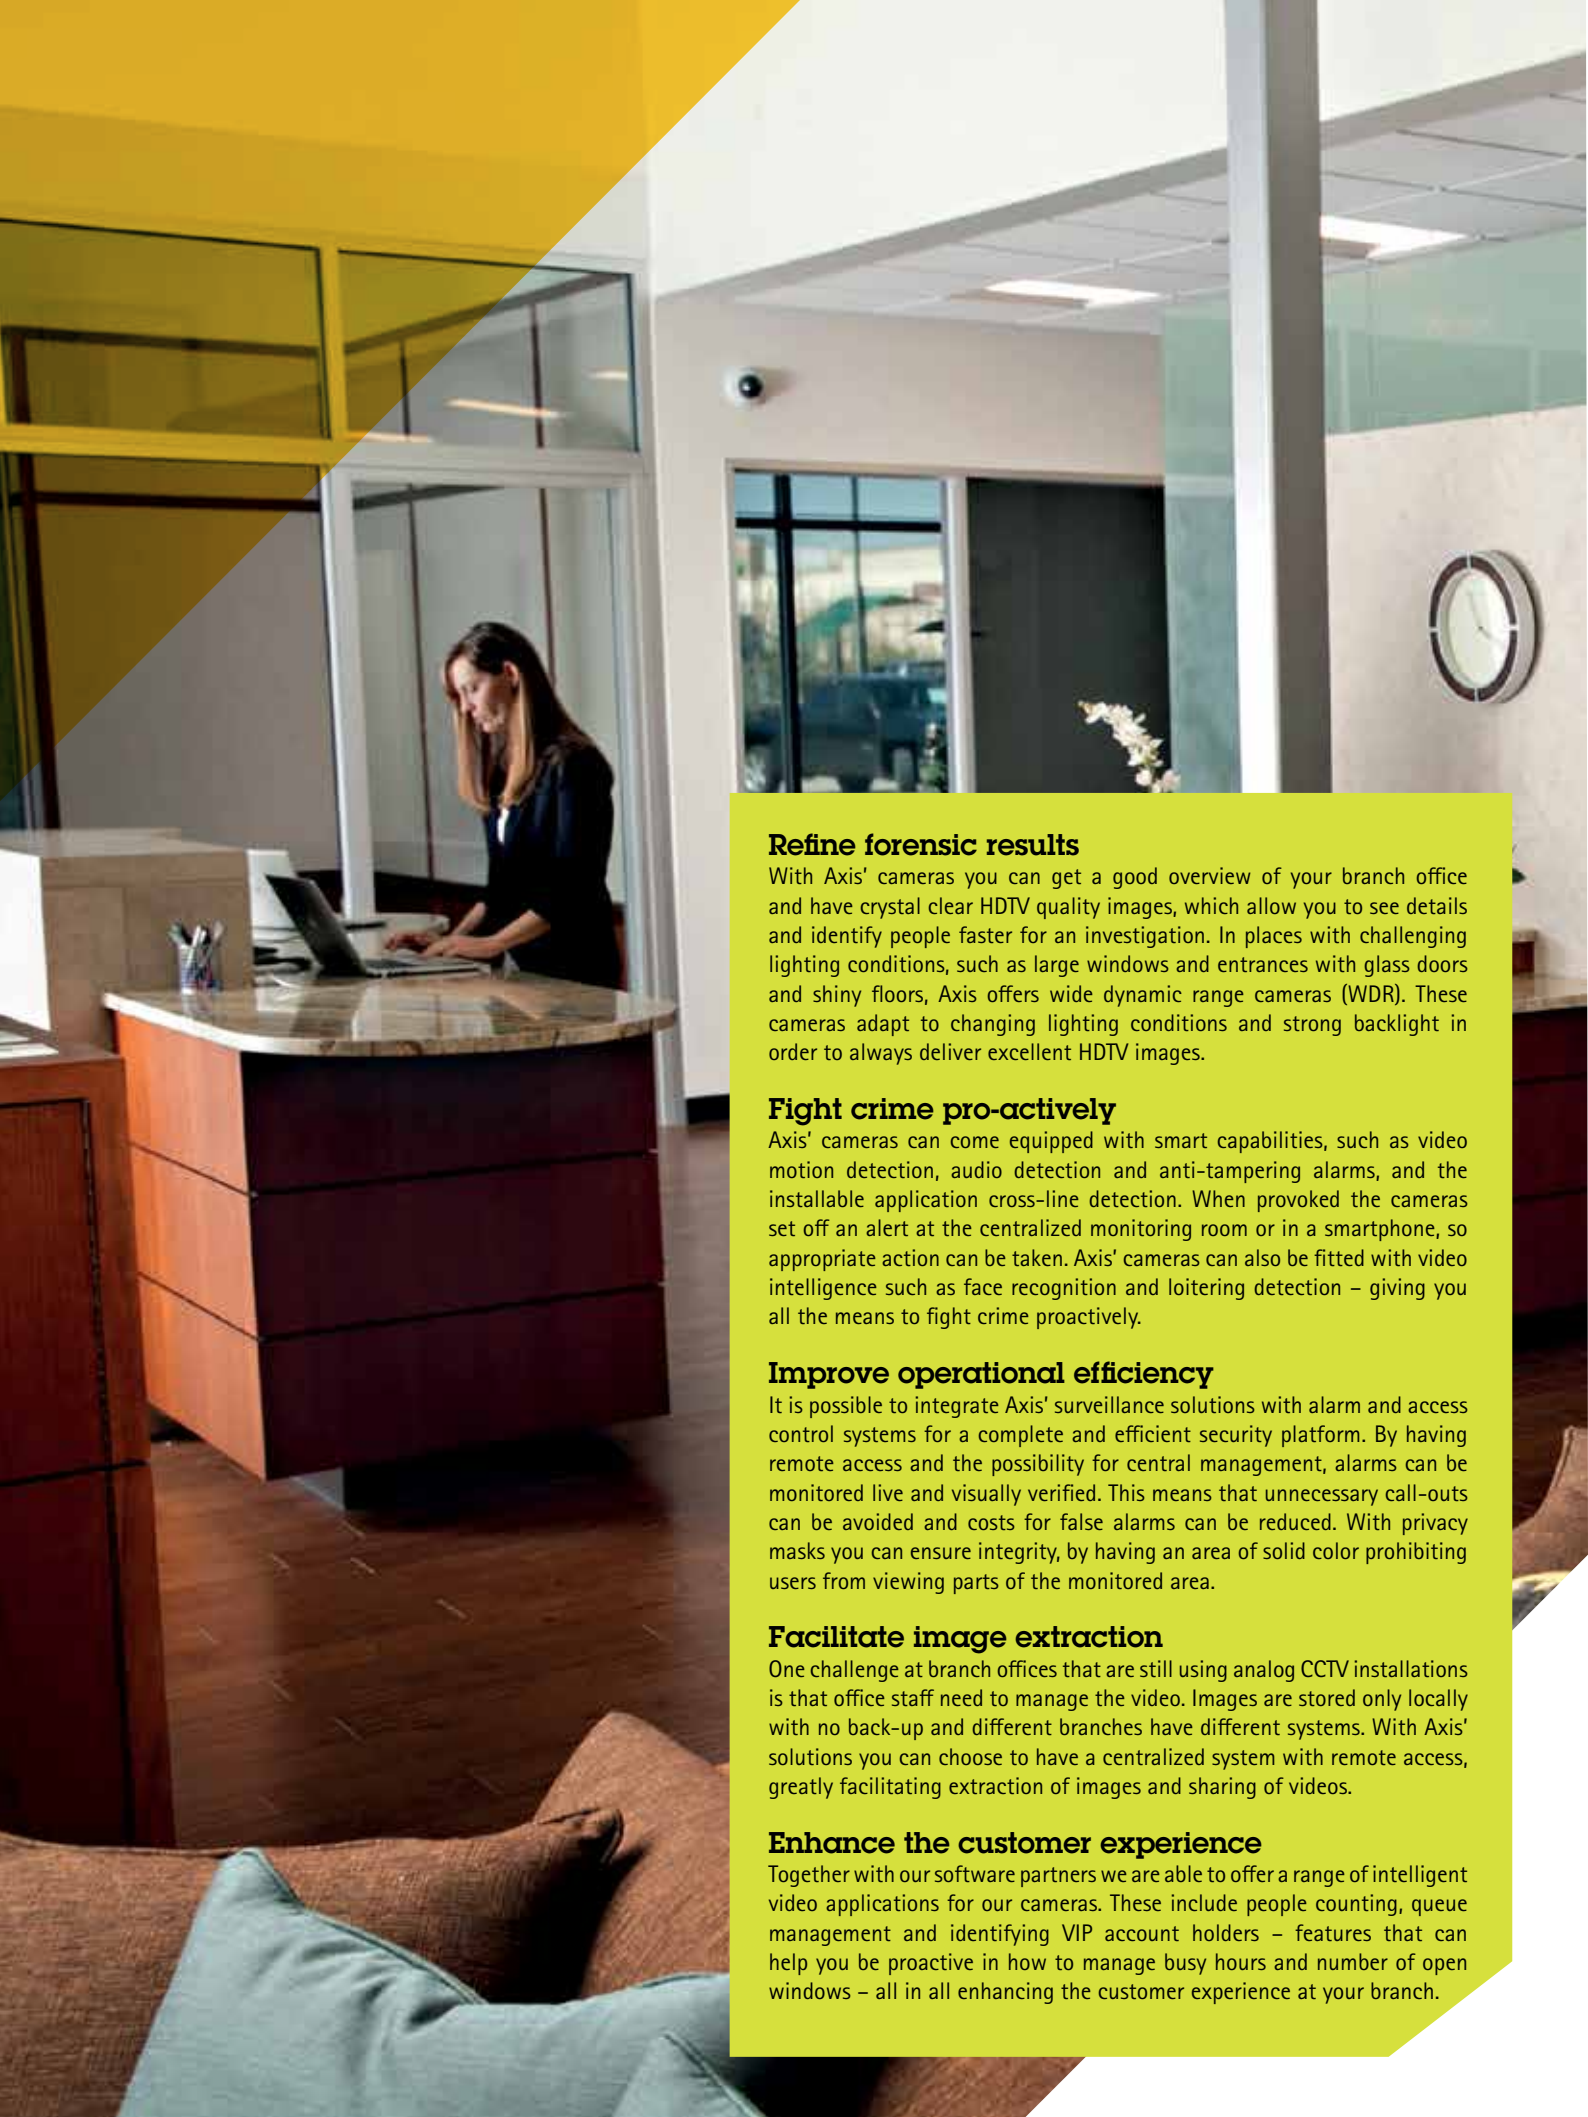 Refine forensic results
With Axis’ cameras you can get a good overview of your branch office
and have crystal clear HDTV quality images, which allow you to see details
and identify people faster for an investigation. In places with challenging
lighting conditions, such as large windows and entrances with glass doors
and shiny floors, Axis offers wide dynamic range cameras (WDR). These
cameras adapt to changing lighting conditions and strong backlight in
order to always deliver excellent HDTV images.
Fight crime pro-actively
Axis’ cameras can come equipped with smart capabilities, such as video
motion detection, audio detection and anti-tampering alarms, and the
installable application cross-line detection. When provoked the cameras
set off an alert at the centralized monitoring room or in a smartphone, so
appropriate action can be taken. Axis’ cameras can also be fitted with video
intelligence such as face recognition and loitering detection – giving you
all the means to fight crime proactively.
Improve operational efficiency
It is possible to integrate Axis’ surveillance solutions with alarm and access
control systems for a complete and efficient security platform. By having
remote access and the possibility for central management, alarms can be
monitored live and visually verified. This means that unnecessary call-outs
can be avoided and costs for false alarms can be reduced. With privacy
masks you can ensure integrity, by having an area of solid color prohibiting
users from viewing parts of the monitored area.
Facilitate image extraction
One challenge at branch offices that are still using analog CCTV installations
is that office staff need to manage the video. Images are stored only locally
with no back-up and different branches have different systems. With Axis’
solutions you can choose to have a centralized system with remote access,
greatly facilitating extraction of images and sharing of videos.
Enhance the customer experience
Together with our software partners we are able to offer a range of intelligent
video applications for our cameras. These include people counting, queue
management and identifying VIP account holders – features that can
help you be proactive in how to manage busy hours and number of open
windows – all in all enhancing the customer experience at your branch.